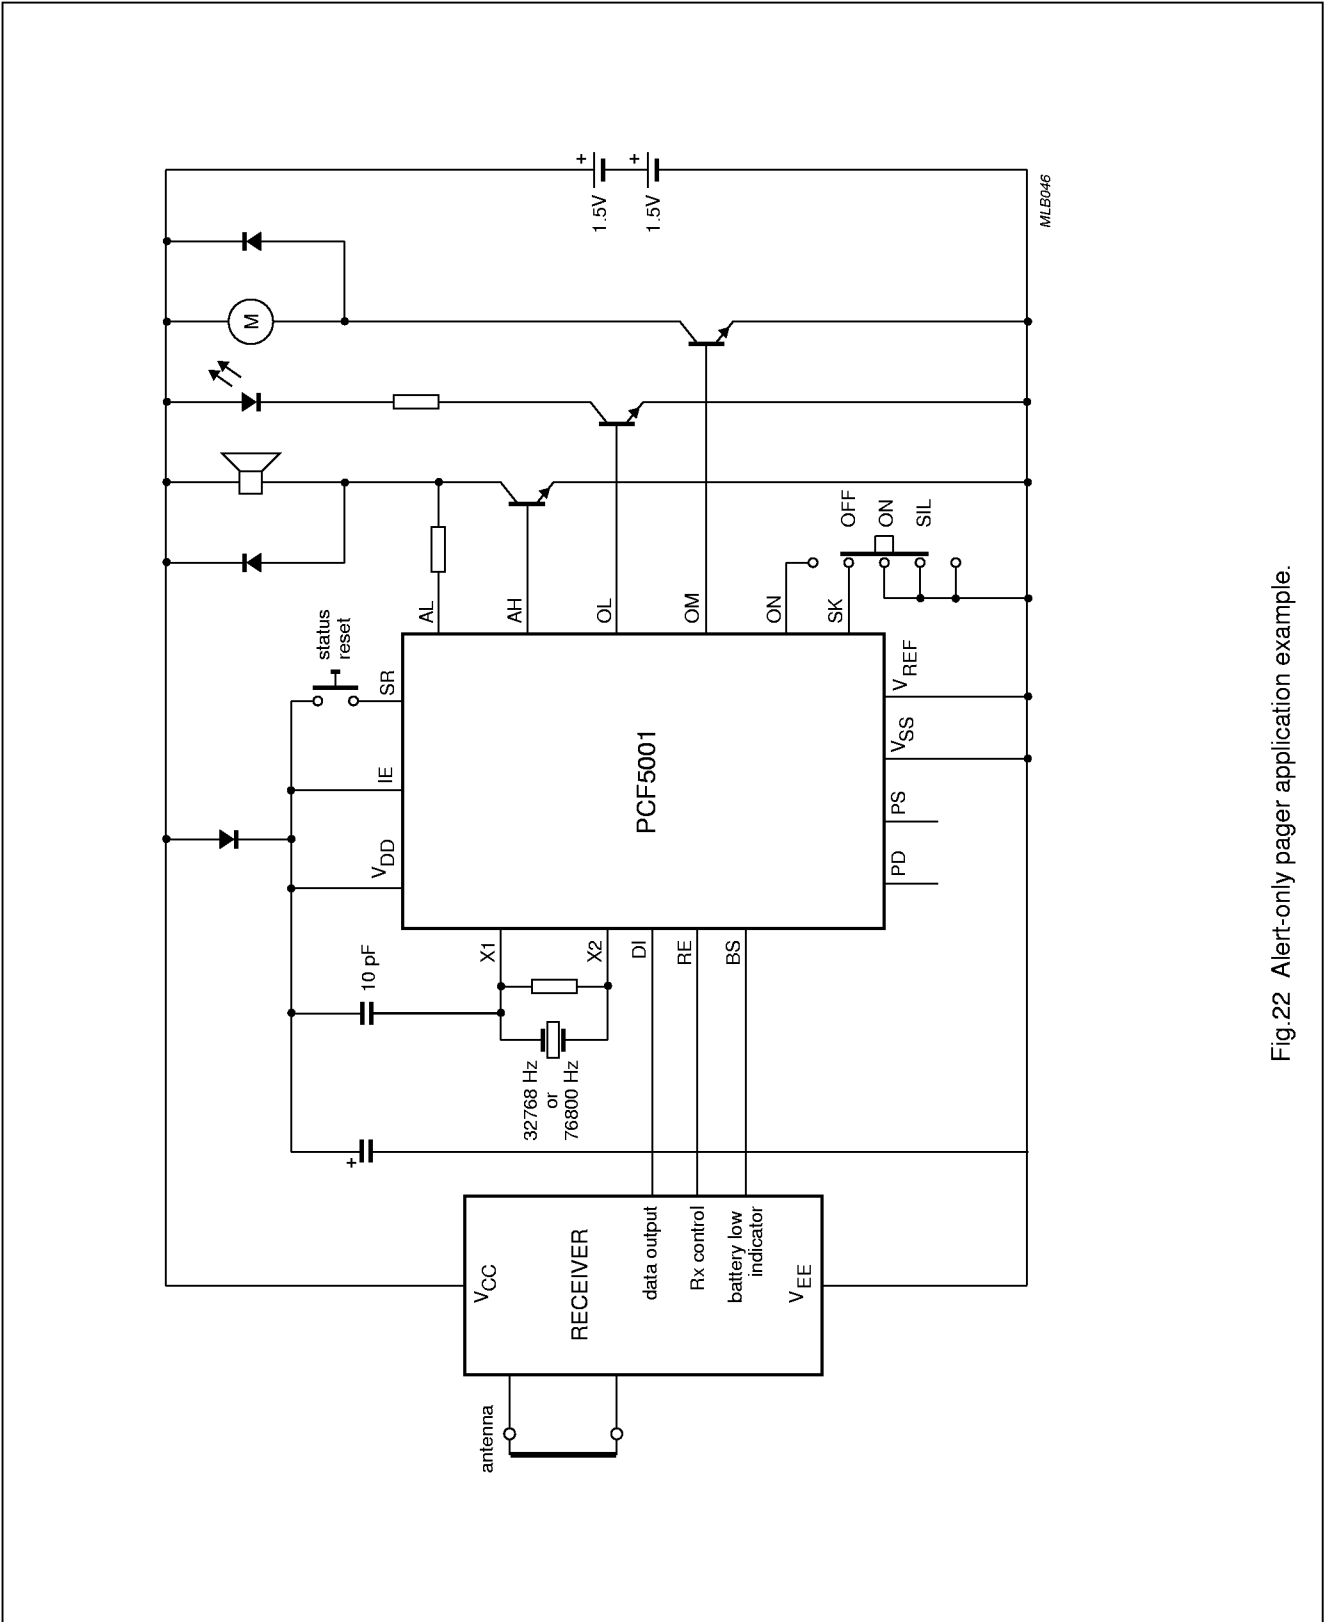 antenna
RECEIVER
VCC
data output
Rx control
battery low
indicator
VEE
+
32768 Hz
or
76800 Hz
10 pF
X1
X2
DI
RE
BS
VDD
IE
SR
status
reset
PCF5001
PD
PS
VSS
VREF
AL
AH
OL
OM
ON
SK
OFF
ON
SIL
M
+
1.5V
+
1.5V
MLB046
Fig.22 Alert-only pager application example.